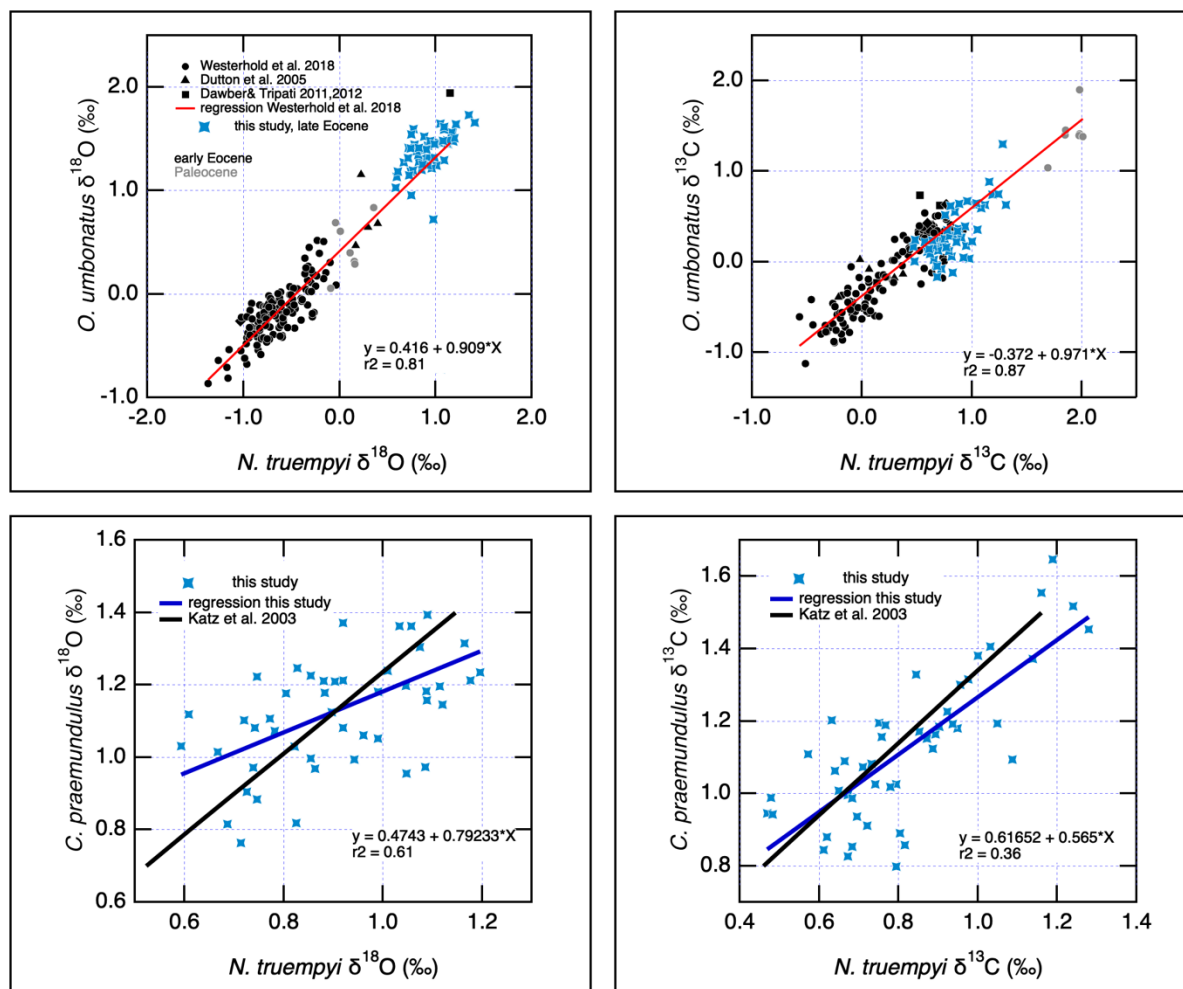 2.0
1.0
0.0
-1.0
O. umbonatus δ18O (‰)
Westerhold et al. 2018
Dutton et al. 2005
Dawber& Tripati 2011,2012
regression Westerhold et al. 2018
this study, late Eocene
early Eocene
Paleocene
y = 0.416 + 0.909*X
r2 = 0.81
-2.0 -1.0 0.0 1.0 2.0
N. truempyi δ18O (‰)
2.0
1.0
0.0
-1.0
O. umbonatus δ13C (‰)
y = -0.372 + 0.971*X
r2 = 0.87
-1.0 0.0 1.0 2.0
N. truempyi δ13C (‰)
1.6
1.4
1.2
1.0
0.8
0.6
C. praemundulus δ18O (‰)
this study
regression this study
Katz et al. 2003
y = 0.4743 + 0.79233*X
r2 = 0.61
0.6 0.8 1.0 1.2
N. truempyi δ18O (‰)
1.6
1.4
1.2
1.0
0.8
C. praemundulus δ13C (‰)
this study
regression this study
Katz et al. 2003
y = 0.61652 + 0.565*X
r2 = 0.36
0.4 0.6 0.8 1.0 1.2 1.4
N. truempyi δ13C (‰)